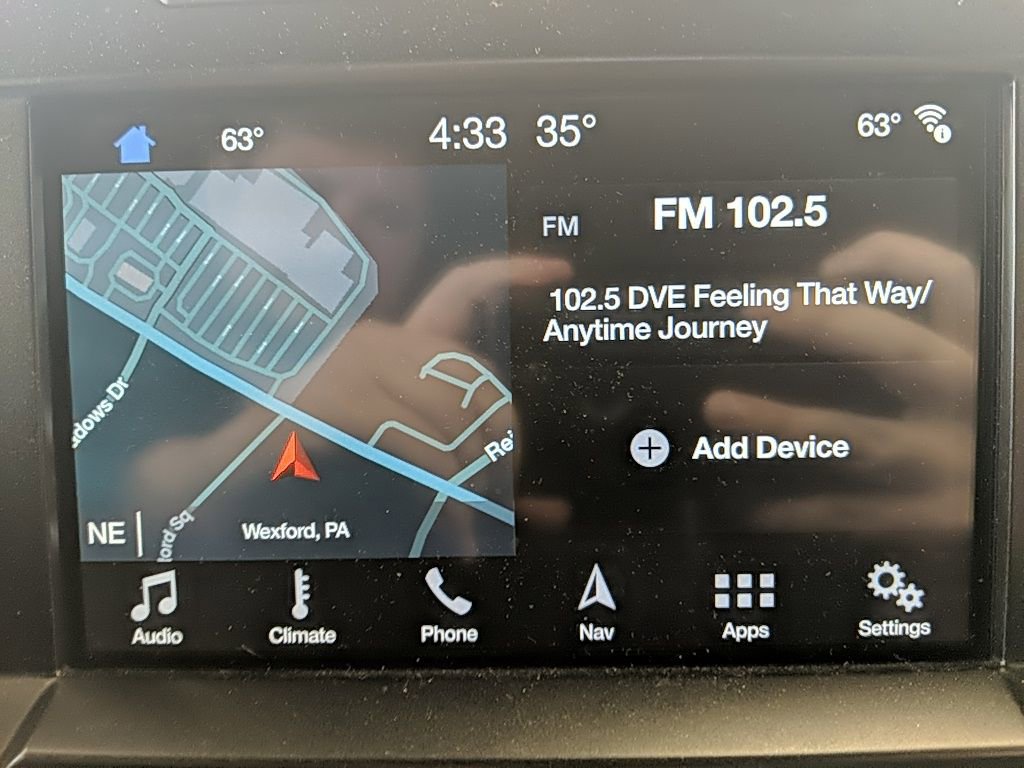 63° 4:33 35° 63°
FM FM 102.5
102.5 DVE Feeling That Way/
Anytime Journey
Add Device
NE
Wexford, PA
Audio Climate Phone Nav Apps Settings